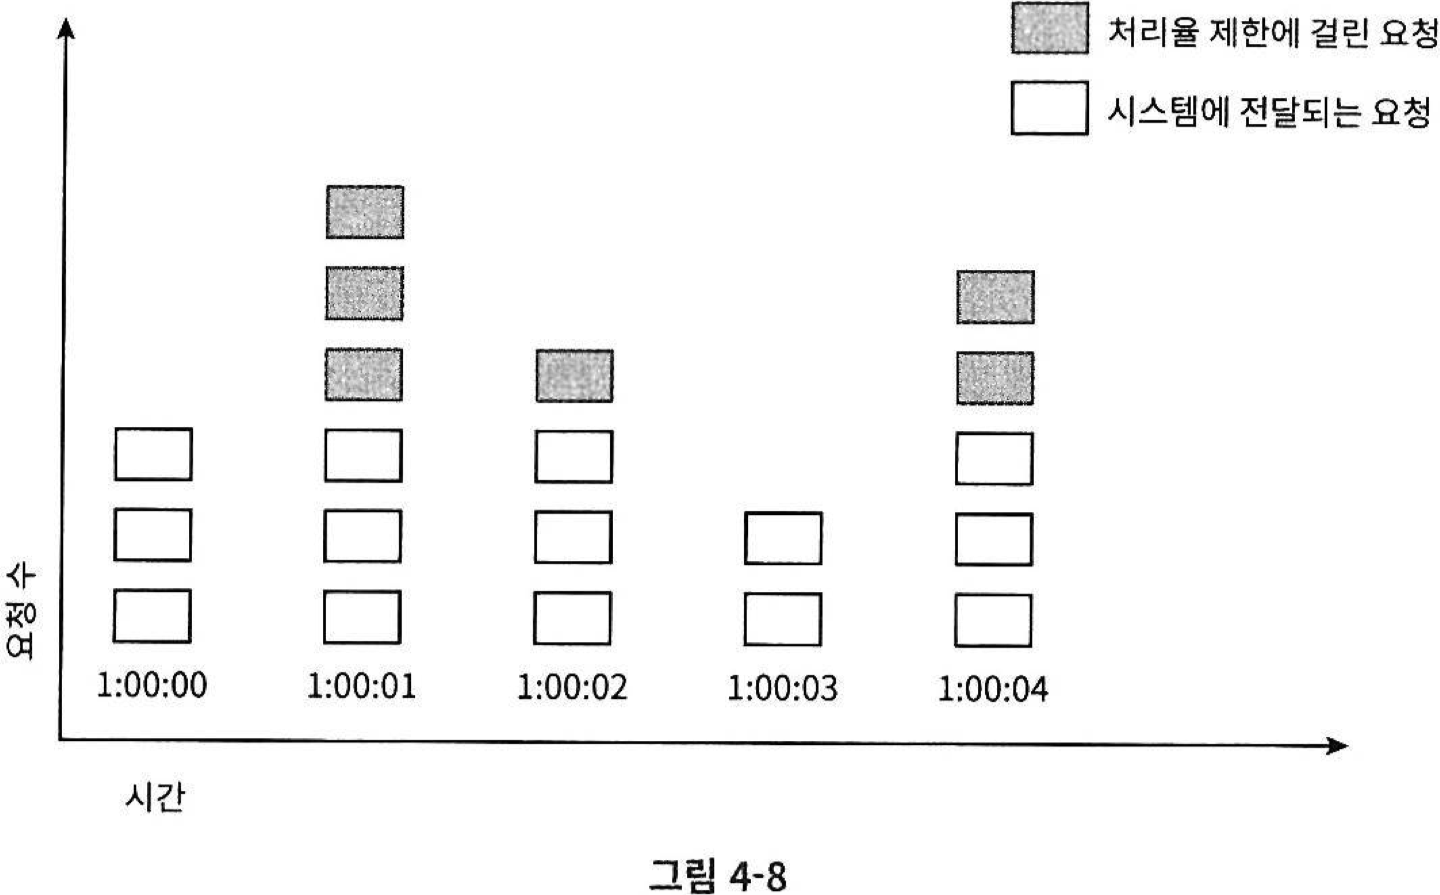 처리율 제한에 걸린 요청
시스템에 전달되는 요청
요청 수
1:00:00 1:00:01 1:00:02 1:00:03 1:00:04
시간
그림 4-8